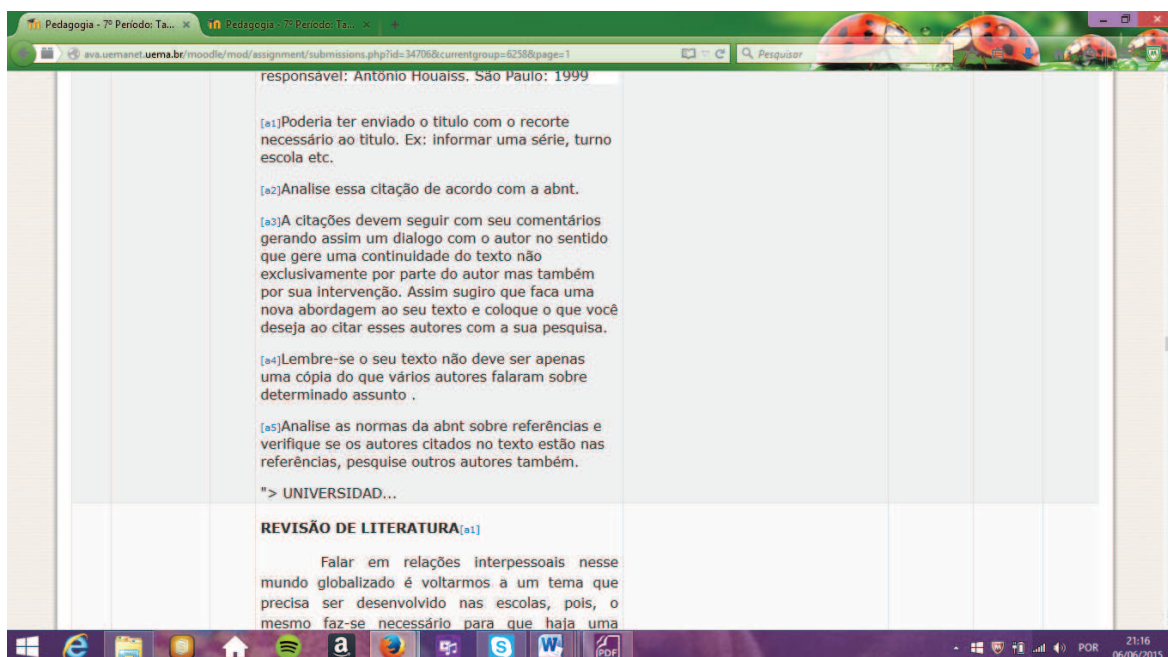 Pedagogia - 7º Período: Ta... × Pedagogia - 7º Período: Ta... × +
ava.uemanet.uema.br/moodle/mod/assignment/submissions.php?id=34706&currentgroup=6258&page=1 Pesquisar
responsável: Antônio Houaiss. São Paulo: 1999
[a1]Poderia ter enviado o titulo com o recorte
necessário ao titulo. Ex: informar uma série, turno
escola etc.
[a2]Analise essa citação de acordo com a abnt.
[a3]A citações devem seguir com seu comentários
gerando assim um dialogo com o autor no sentido
que gere uma continuidade do texto não
exclusivamente por parte do autor mas também
por sua intervenção. Assim sugiro que faca uma
nova abordagem ao seu texto e coloque o que você
deseja ao citar esses autores com a sua pesquisa.
[a4]Lembre-se o seu texto não deve ser apenas
uma cópia do que vários autores falaram sobre
determinado assunto .
[a5]Analise as normas da abnt sobre referências e
verifique se os autores citados no texto estão nas
referências, pesquise outros autores também.
"> UNIVERSIDAD...
REVISÃO DE LITERATURA[a1]
Falar em relações interpessoais nesse
mundo globalizado é voltarmos a um tema que
precisa ser desenvolvido nas escolas, pois, o
mesmo faz-se necessário para que haja uma
POR 21:16
06/06/2015